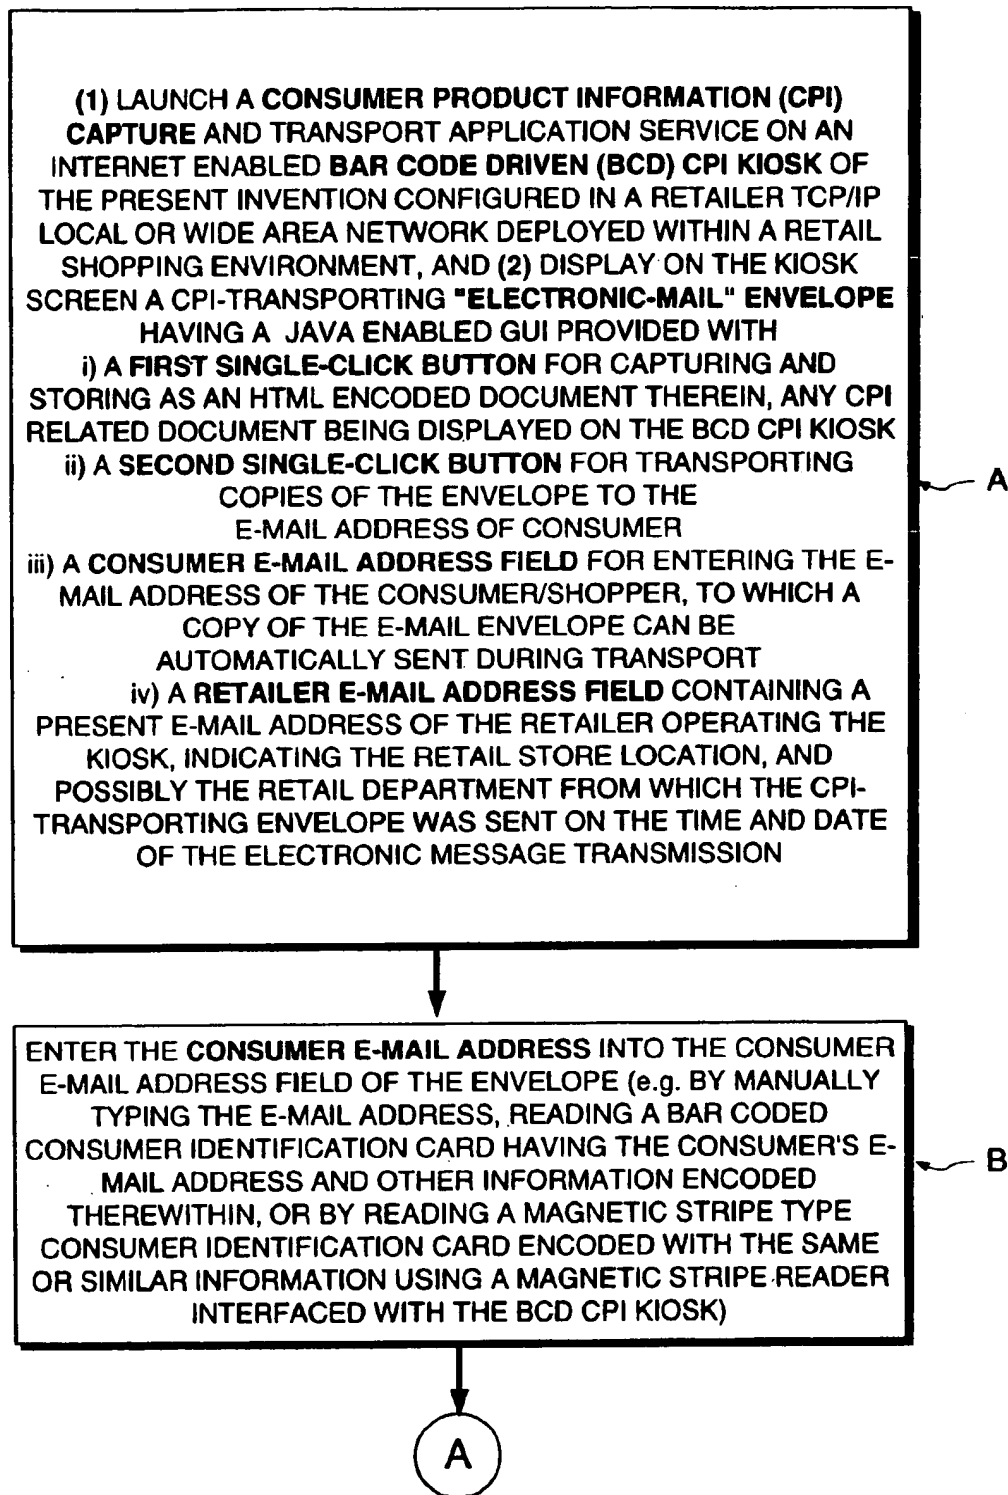 (1) LAUNCH A CONSUMER PRODUCT INFORMATION (CPI)
CAPTURE AND TRANSPORT APPLICATION SERVICE ON AN
INTERNET ENABLED BAR CODE DRIVEN (BCD) CPI KIOSK OF
THE PRESENT INVENTION CONFIGURED IN A RETAILER TCP/IP
LOCAL OR WIDE AREA NETWORK DEPLOYED WITHIN A RETAIL
SHOPPING ENVIRONMENT, AND (2) DISPLAY ON THE KIOSK
SCREEN A CPI-TRANSPORTING "ELECTRONIC-MAIL" ENVELOPE
HAVING A JAVA ENABLED GUI PROVIDED WITH
i) A FIRST SINGLE-CLICK BUTTON FOR CAPTURING AND
STORING AS AN HTML ENCODED DOCUMENT THEREIN, ANY CPI
RELATED DOCUMENT BEING DISPLAYED ON THE BCD CPI KIOSK
ii) A SECOND SINGLE-CLICK BUTTON FOR TRANSPORTING
COPIES OF THE ENVELOPE TO THE
E-MAIL ADDRESS OF CONSUMER
iii) A CONSUMER E-MAIL ADDRESS FIELD FOR ENTERING THE E-
MAIL ADDRESS OF THE CONSUMER/SHOPPER, TO WHICH A
COPY OF THE E-MAIL ENVELOPE CAN BE
AUTOMATICALLY SENT DURING TRANSPORT
iv) A RETAILER E-MAIL ADDRESS FIELD CONTAINING A
PRESENT E-MAIL ADDRESS OF THE RETAILER OPERATING THE
KIOSK, INDICATING THE RETAIL STORE LOCATION, AND
POSSIBLY THE RETAIL DEPARTMENT FROM WHICH THE CPI-
TRANSPORTING ENVELOPE WAS SENT ON THE TIME AND DATE
OF THE ELECTRONIC MESSAGE TRANSMISSION
A
ENTER THE CONSUMER E-MAIL ADDRESS INTO THE CONSUMER
E-MAIL ADDRESS FIELD OF THE ENVELOPE (e.g. BY MANUALLY
TYPING THE E-MAIL ADDRESS, READING A BAR CODED
CONSUMER IDENTIFICATION CARD HAVING THE CONSUMER'S E-
MAIL ADDRESS AND OTHER INFORMATION ENCODED
THEREWITHIN, OR BY READING A MAGNETIC STRIPE TYPE
CONSUMER IDENTIFICATION CARD ENCODED WITH THE SAME
OR SIMILAR INFORMATION USING A MAGNETIC STRIPE READER
INTERFACED WITH THE BCD CPI KIOSK)
B
A